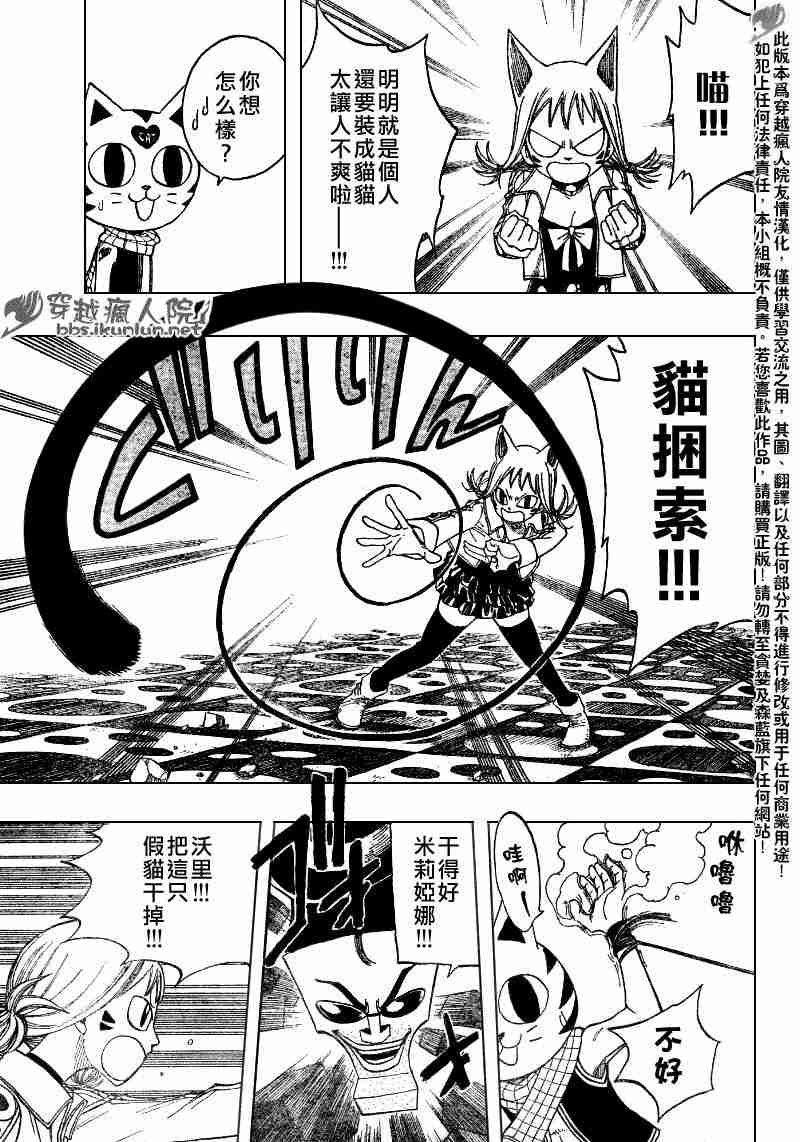 喵!!!
明明就是個人
還要裝成貓貓
太讓人不爽啦
——!!!
你想
怎么樣?
貓捆索!!!
ぐ
リ
リ
ん
咻嚕嚕
哇啊ー
不好
干得好
米莉婭娜
!!!
沃里!!!
把這只
假貓干掉
!!!
穿越瘋人院
bbs.ikunlun.net
此版本爲穿越瘋人院友情漢化，僅供學習交流之用，其圖、翻譯以及任何部分不得進行修改或用于任何商業用途！
如犯上任何法律責任，本小組概不負責。若您喜歡此作品，請購買正版！請勿轉至貪婪及森藍旗下任何網站！